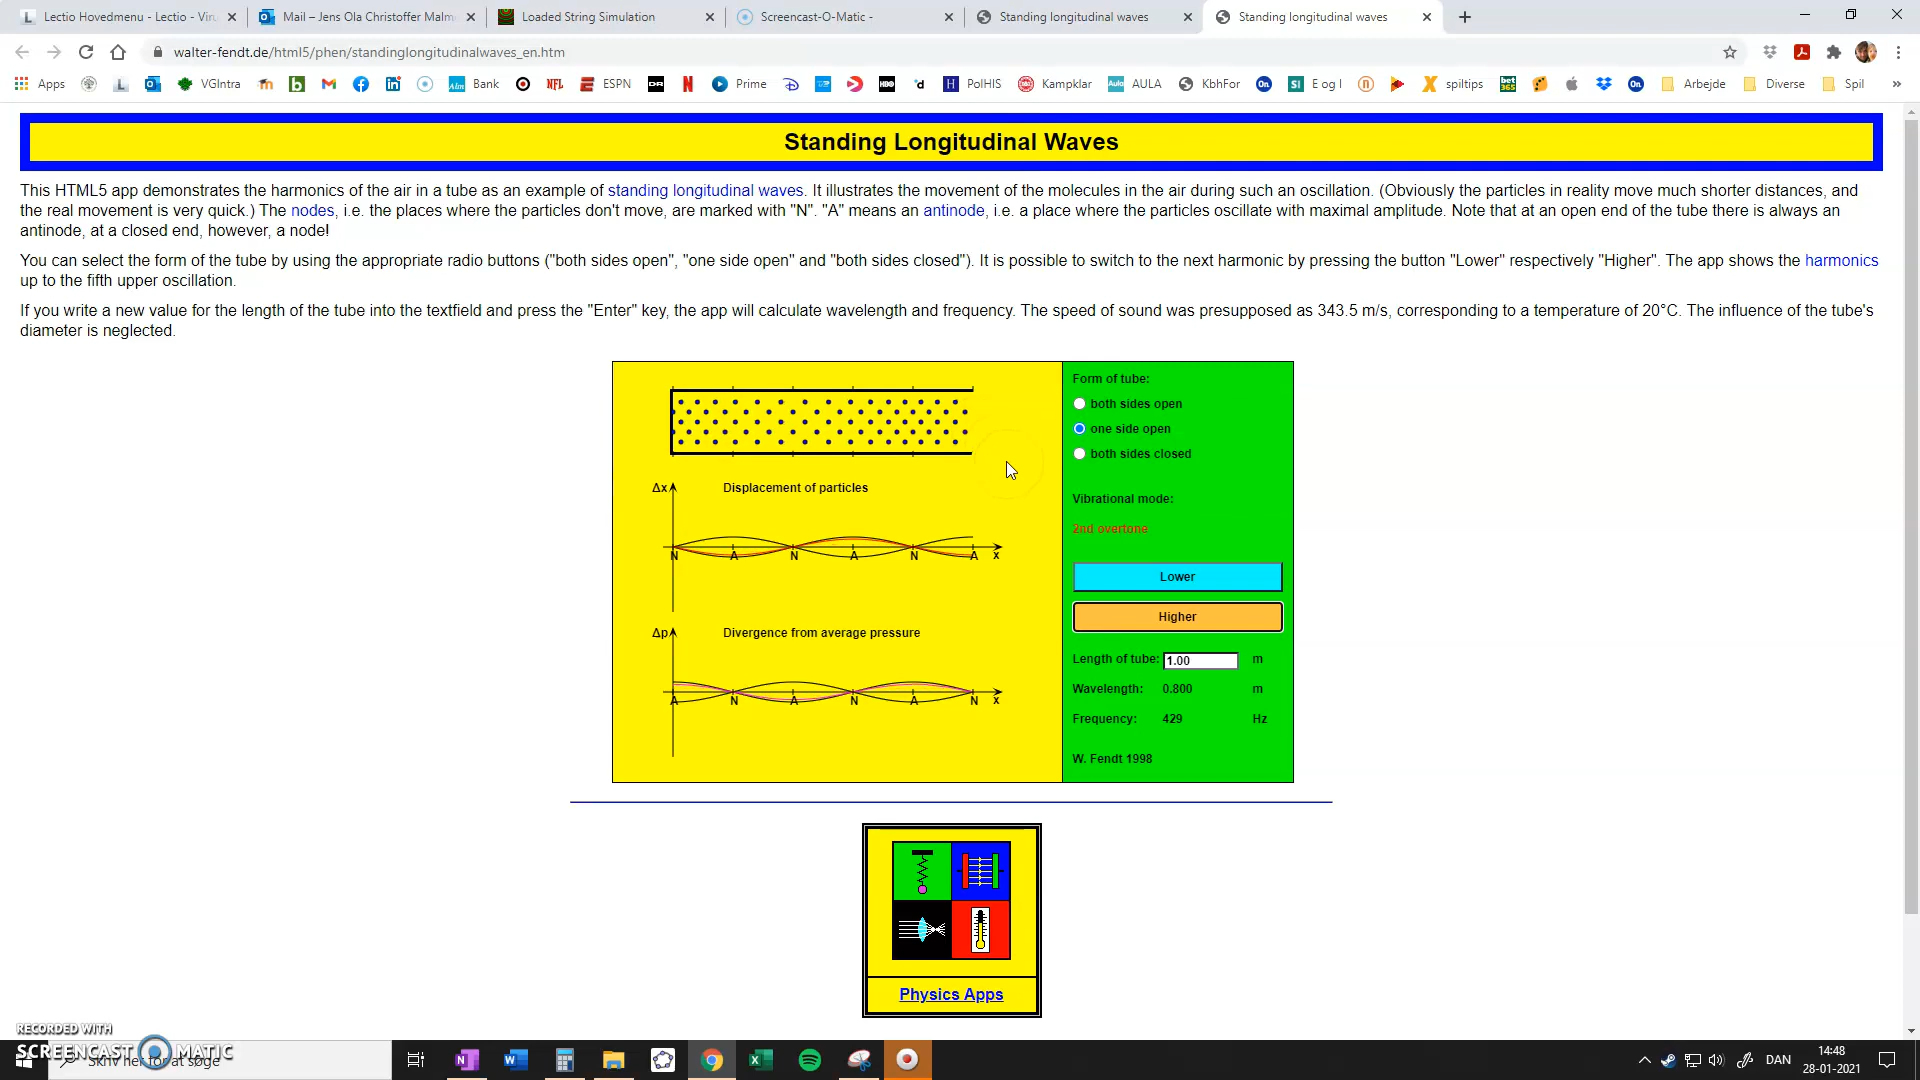 Lectio Hovedmenu - Lectio - Viru
Mail – Jens Ola Christoffer Malm
Loaded String Simulation
Screencast-O-Matic -
Standing longitudinal waves
Standing longitudinal waves
walter-fendt.de/html5/phen/standinglongitudinalwaves_en.htm
Apps
VGIntra
Bank
NFL
ESPN
DR
Prime
HBO
PolHIS
Kampklar
AULA
KbhFor
E og I
spiltips
Arbejde
Diverse
Spil
Standing Longitudinal Waves
This HTML5 app demonstrates the harmonics of the air in a tube as an example of standing longitudinal waves. It illustrates the movement of the molecules in the air during such an oscillation. (Obviously the particles in reality move much shorter distances, and
the real movement is very quick.) The nodes, i.e. the places where the particles don't move, are marked with "N". "A" means an antinode, i.e. a place where the particles oscillate with maximal amplitude. Note that at an open end of the tube there is always an
antinode, at a closed end, however, a node!
You can select the form of the tube by using the appropriate radio buttons ("both sides open", "one side open" and "both sides closed"). It is possible to switch to the next harmonic by pressing the button "Lower" respectively "Higher". The app shows the harmonics
up to the fifth upper oscillation.
If you write a new value for the length of the tube into the textfield and press the "Enter" key, the app will calculate wavelength and frequency. The speed of sound was presupposed as 343.5 m/s, corresponding to a temperature of 20°C. The influence of the tube's
diameter is neglected.
Δx
Displacement of particles
N A N A N A x
Δp
Divergence from average pressure
A N A N A N x
Form of tube:
both sides open
one side open
both sides closed
Vibrational mode:
2nd overtone
Lower
Higher
Length of tube: 1.00 m
Wavelength: 0.800 m
Frequency: 429 Hz
W. Fendt 1998
Physics Apps
RECORDED WITH
SCREENCAST MATIC
Skriv her for at søge
DAN
14:48
28-01-2021